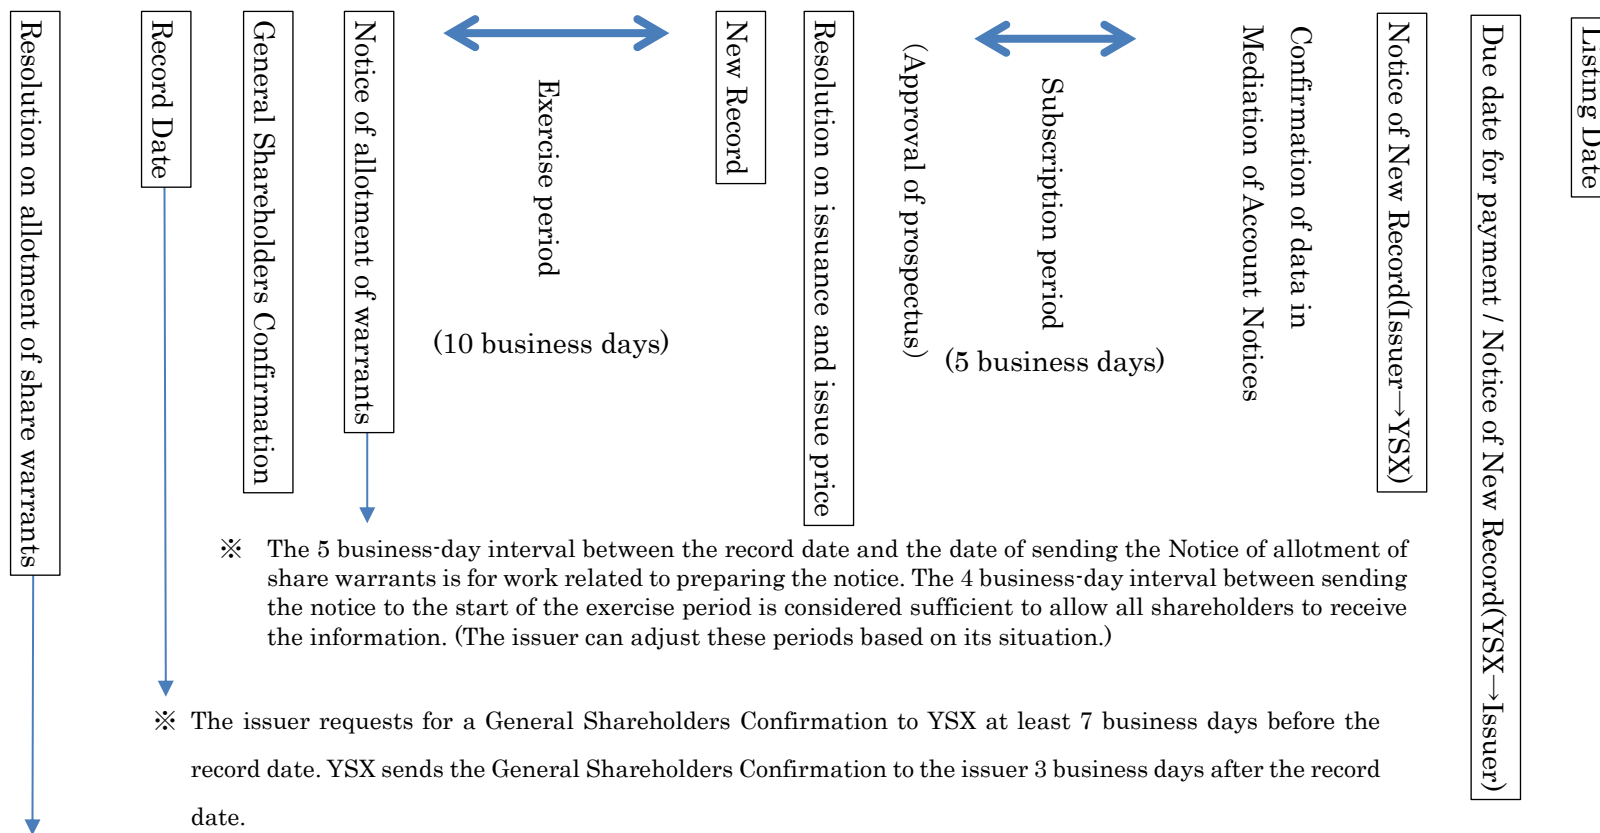 Resolution on allotment of share warrants
Record Date
General Shareholders Confirmation
Notice of allotment of warrants
Exercise period
(10 business days)
New Record
Resolution on issuance and issue price
(Approval of prospectus)
Subscription period
(5 business days)
Confirmation of data in
Mediation of Account Notices
Notice of New Record(Issuer→YSX)
Due date for payment / Notice of New Record(YSX→Issuer)
Listing Date
※ The 5 business-day interval between the record date and the date of sending the Notice of allotment of
share warrants is for work related to preparing the notice. The 4 business-day interval between sending
the notice to the start of the exercise period is considered sufficient to allow all shareholders to receive
the information. (The issuer can adjust these periods based on its situation.)
※ The issuer requests for a General Shareholders Confirmation to YSX at least 7 business days before the
record date. YSX sends the General Shareholders Confirmation to the issuer 3 business days after the record
date.